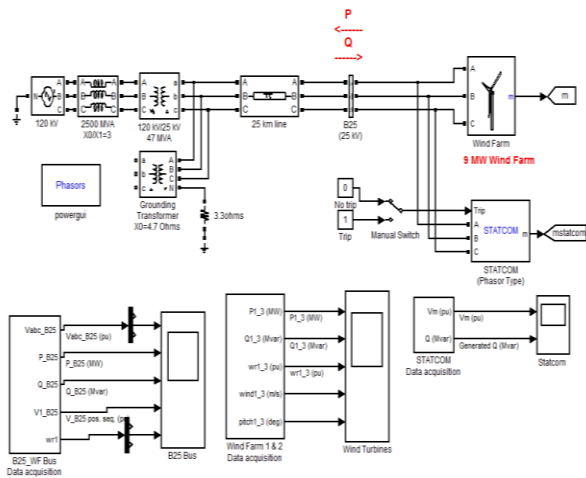 P
<------
Q
------>
N
A
B
C
A
B
C
A
B
C
A
B
C
A
a
B
b
C
c
A
A
B
B
C
C
A
B
C
m
m
120 kV
2500 MVA
X0/X1=3
120 kV/25 kV
47 MVA
25 km line
B25
(25 kV)
Wind Farm
9 MW Wind Farm
a
b
c
A
B
C
N
Phasors
powergui
Grounding
Transformer
X0=4.7 Ohms
3.3ohms
0
No trip
1
Trip
Manual Switch
Trip
A
B
C
STATCOM
m
mstatcom
STATCOM
(Phasor Type)
Vabc_B25
Vabc_B25 (pu)
P_B25
P_B25 (MW)
Q_B25
Q_B25 (Mvar)
V1_B25
V_B25 pos. seq. (p
wr1
B25_WF Bus
Data acquisition
B25 Bus
P1_3 (MW)
P1_3 (MW)
Q1_3 (Mvar)
Q1_3 (Mvar)
wr1_3 (pu)
wr1_3 (pu)
wind1_3 (m/s)
pitch1_3 (deg)
Wind Farm 1 & 2
Data acquisition
Wind Turbines
Vm (pu)
Vm (pu)
Q (Mvar)
Generated Q (Mvar)
STATCOM
Data acquisition
Statcom